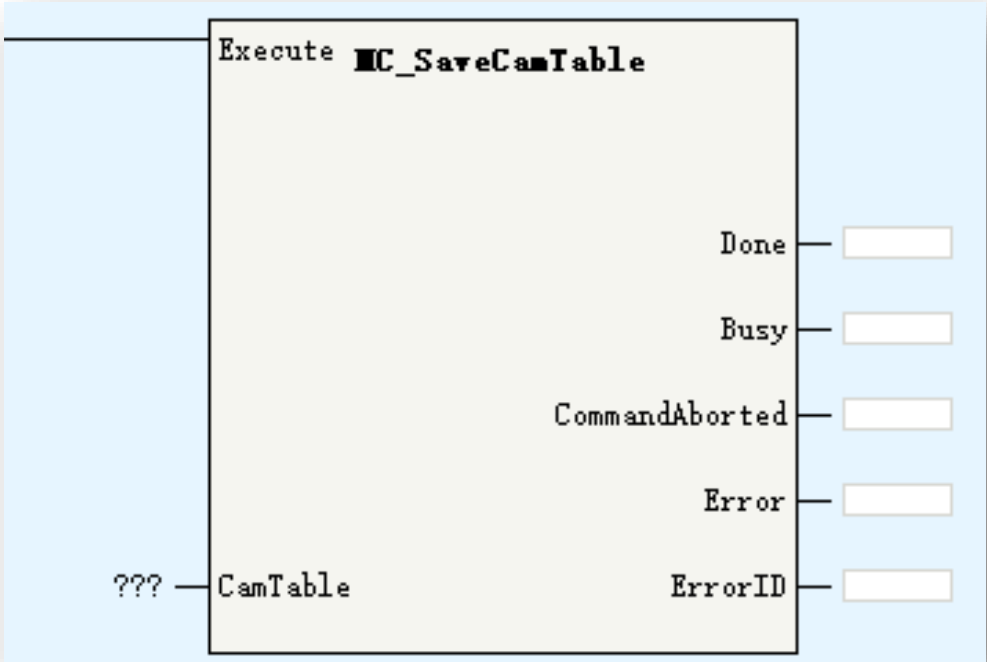 Execute MC_SaveCamTable
Done
Busy
CommandAborted
Error
??? CamTable ErrorID